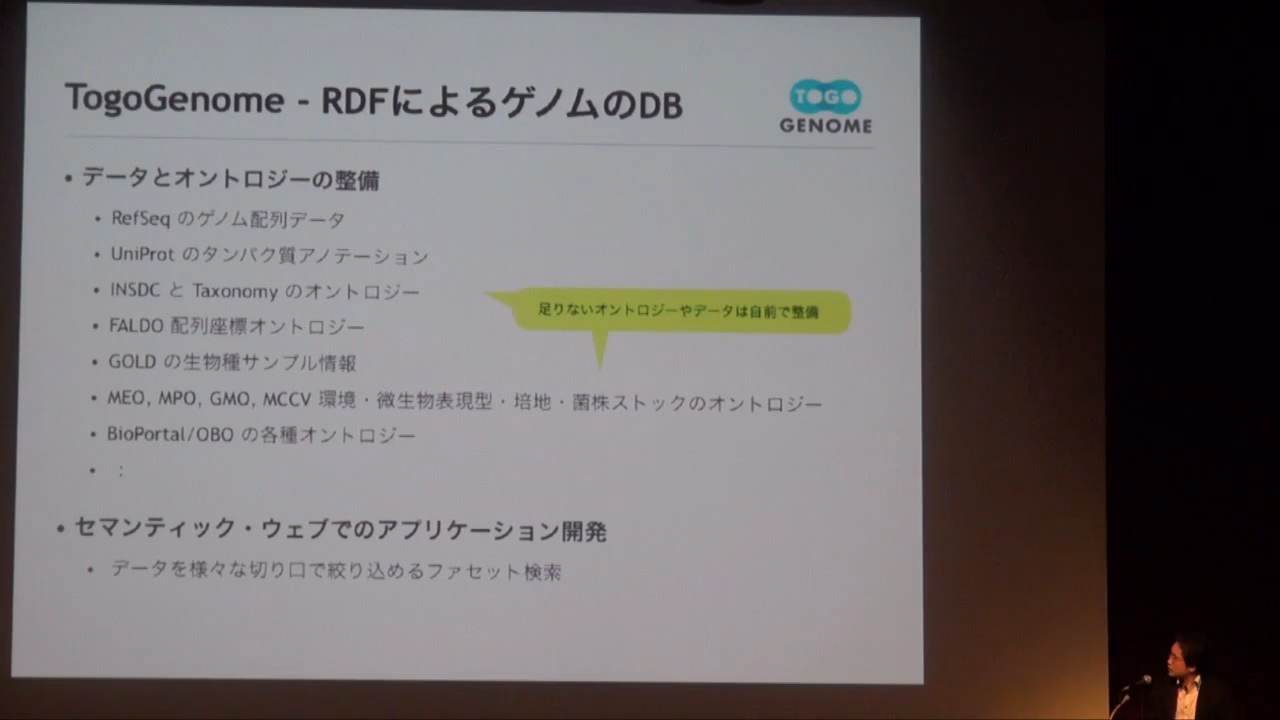 TogoGenome - RDFによるゲノムのDB
TOGO
GENOME
• データとオントロジーの整備
• RefSeq のゲノム配列データ
• UniProt のタンパク質アノテーション
• INSDC と Taxonomy のオントロジー
足りないオントロジーやデータは自前で整備
• FALDO 配列座標オントロジー
• GOLD の生物種サンプル情報
• MEO, MPO, GMO, MCCV 環境・微生物表現型・培地・菌株ストックのオントロジー
• BioPortal/OBO の各種オントロジー
• :
• セマンティック・ウェブでのアプリケーション開発
• データを様々な切り口で絞り込めるファセット検索